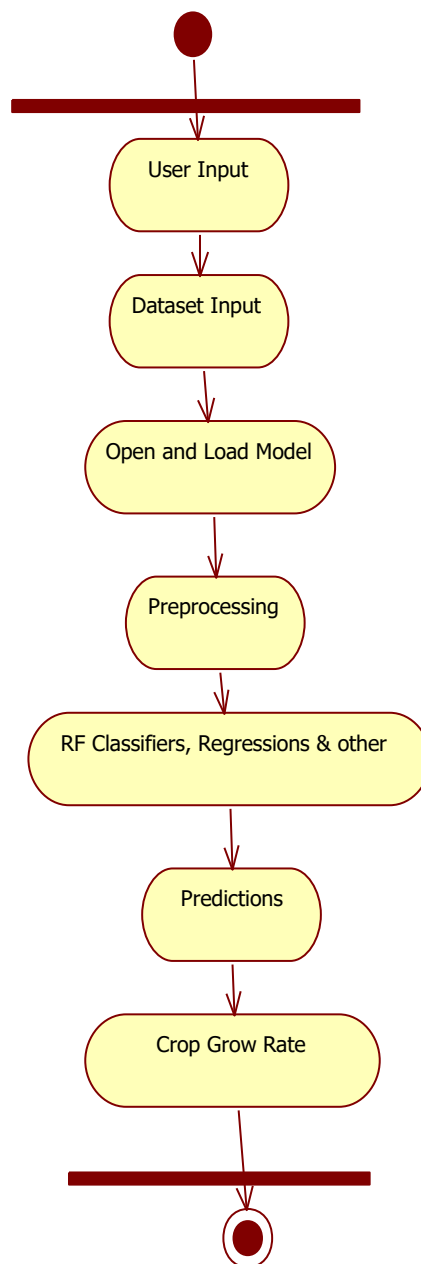 User Input
Dataset Input
Open and Load Model
Preprocessing
RF Classifiers, Regressions & other
Predictions
Crop Grow Rate